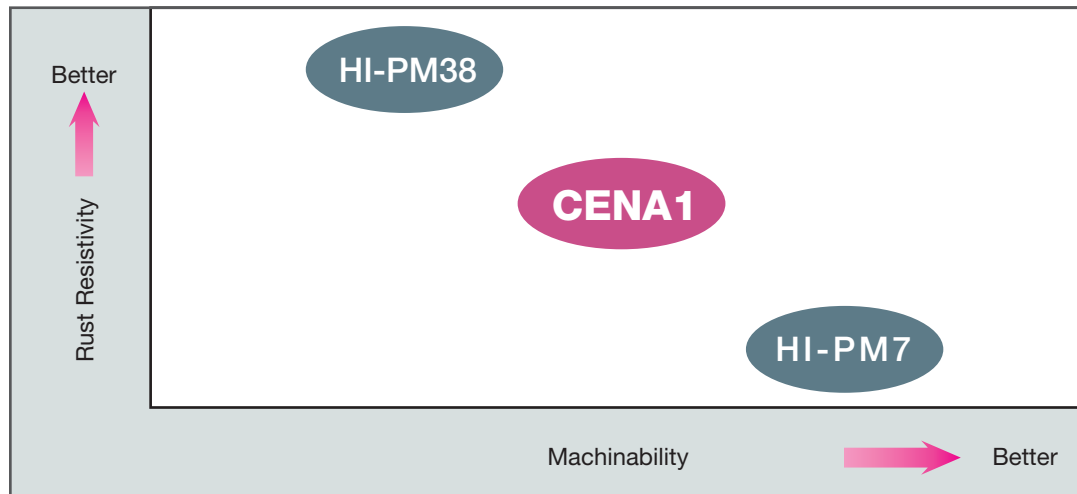 HI-PM38
Better
CENA1
Rust Resistivity
HI-PM7
Machinability
Better